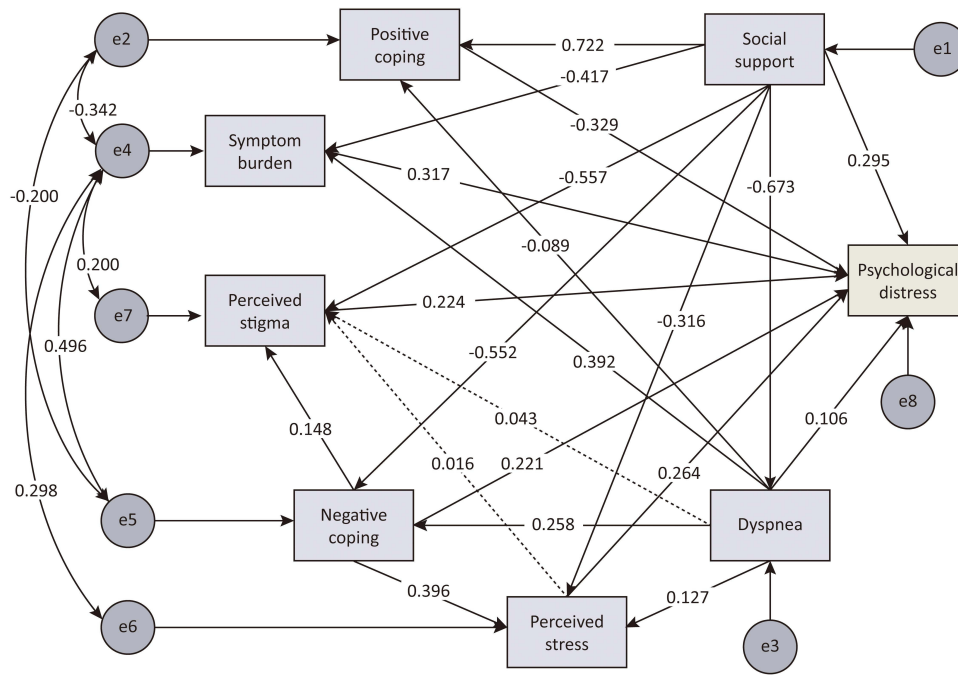 e2
Positive
coping
0.722
Social
support
e1
-0.417
-0.342
-0.329
e4
Symptom
burden
0.317
0.295
-0.557
-0.673
-0.200
-0.089
0.200
Psychological
distress
e7
Perceived
stigma
0.224
-0.316
0.496
-0.552
0.392
e8
0.043
0.106
0.148
0.016
0.221
0.264
0.298
e5
Negative
coping
0.258
Dyspnea
0.396
0.127
e6
Perceived
stress
e3